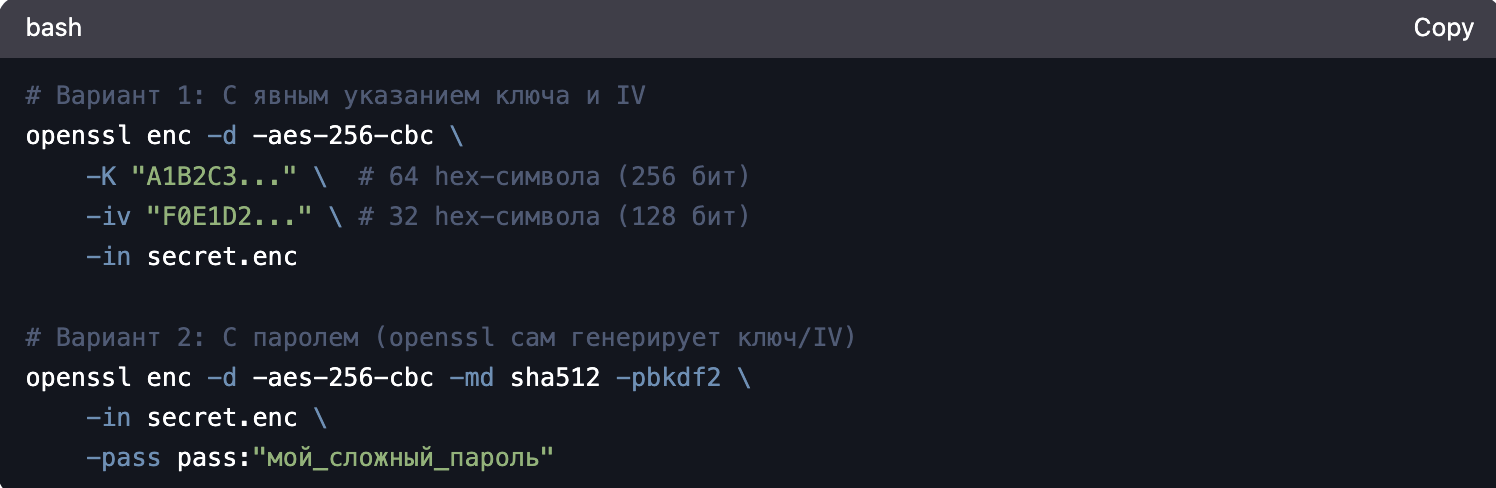 bash
Copy
# Вариант 1: С явным указанием ключа и IV
openssl enc -d -aes-256-cbc \
    -K "A1B2C3..." \  # 64 hex-символа (256 бит)
    -iv "F0E1D2..." \ # 32 hex-символа (128 бит)
    -in secret.enc

# Вариант 2: С паролем (openssl сам генерирует ключ/IV)
openssl enc -d -aes-256-cbc -md sha512 -pbkdf2 \
    -in secret.enc \
    -pass pass:"мой_сложный_пароль"